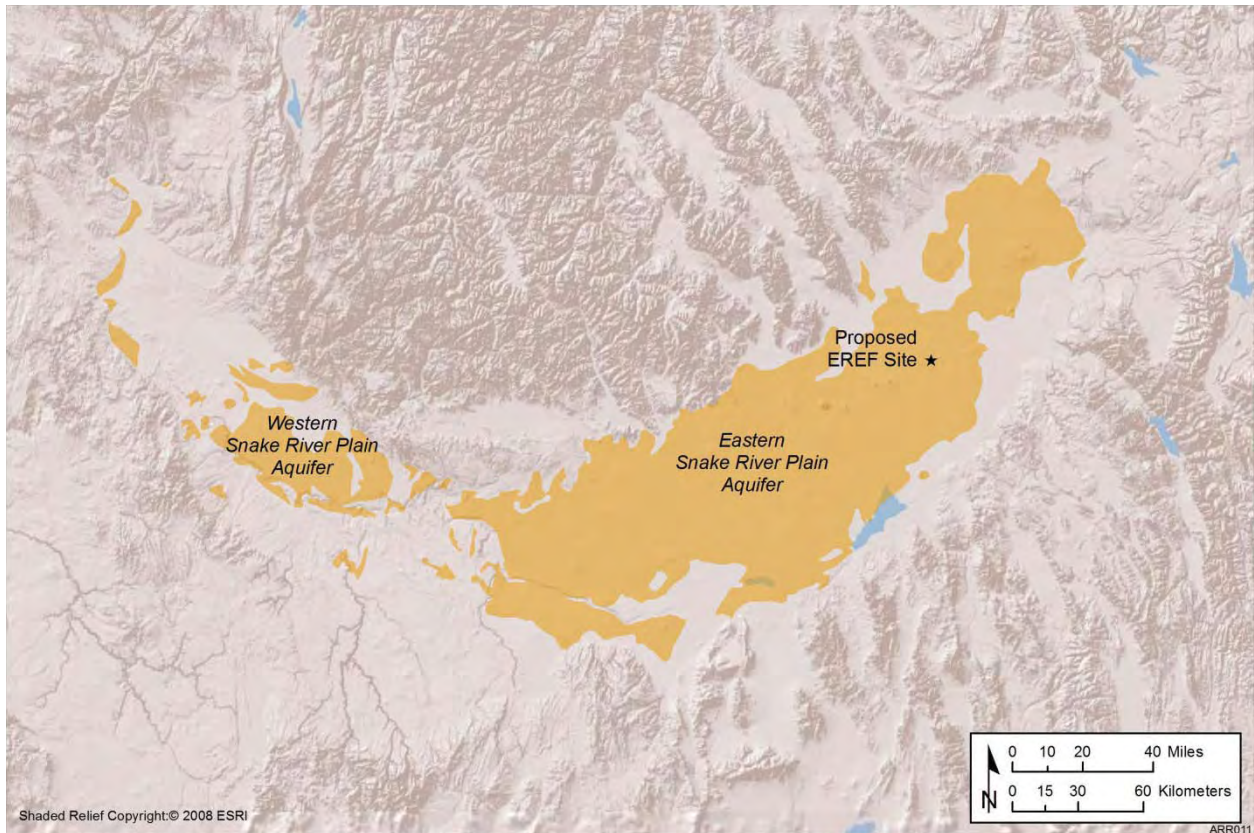 Proposed
EREF Site ★
Western
Snake River Plain
Aquifer
Eastern
Snake River Plain
Aquifer
0 10 20 40 Miles
0 15 30 60 Kilometers
N
Shaded Relief Copyright:© 2008 ESRI
ARR011